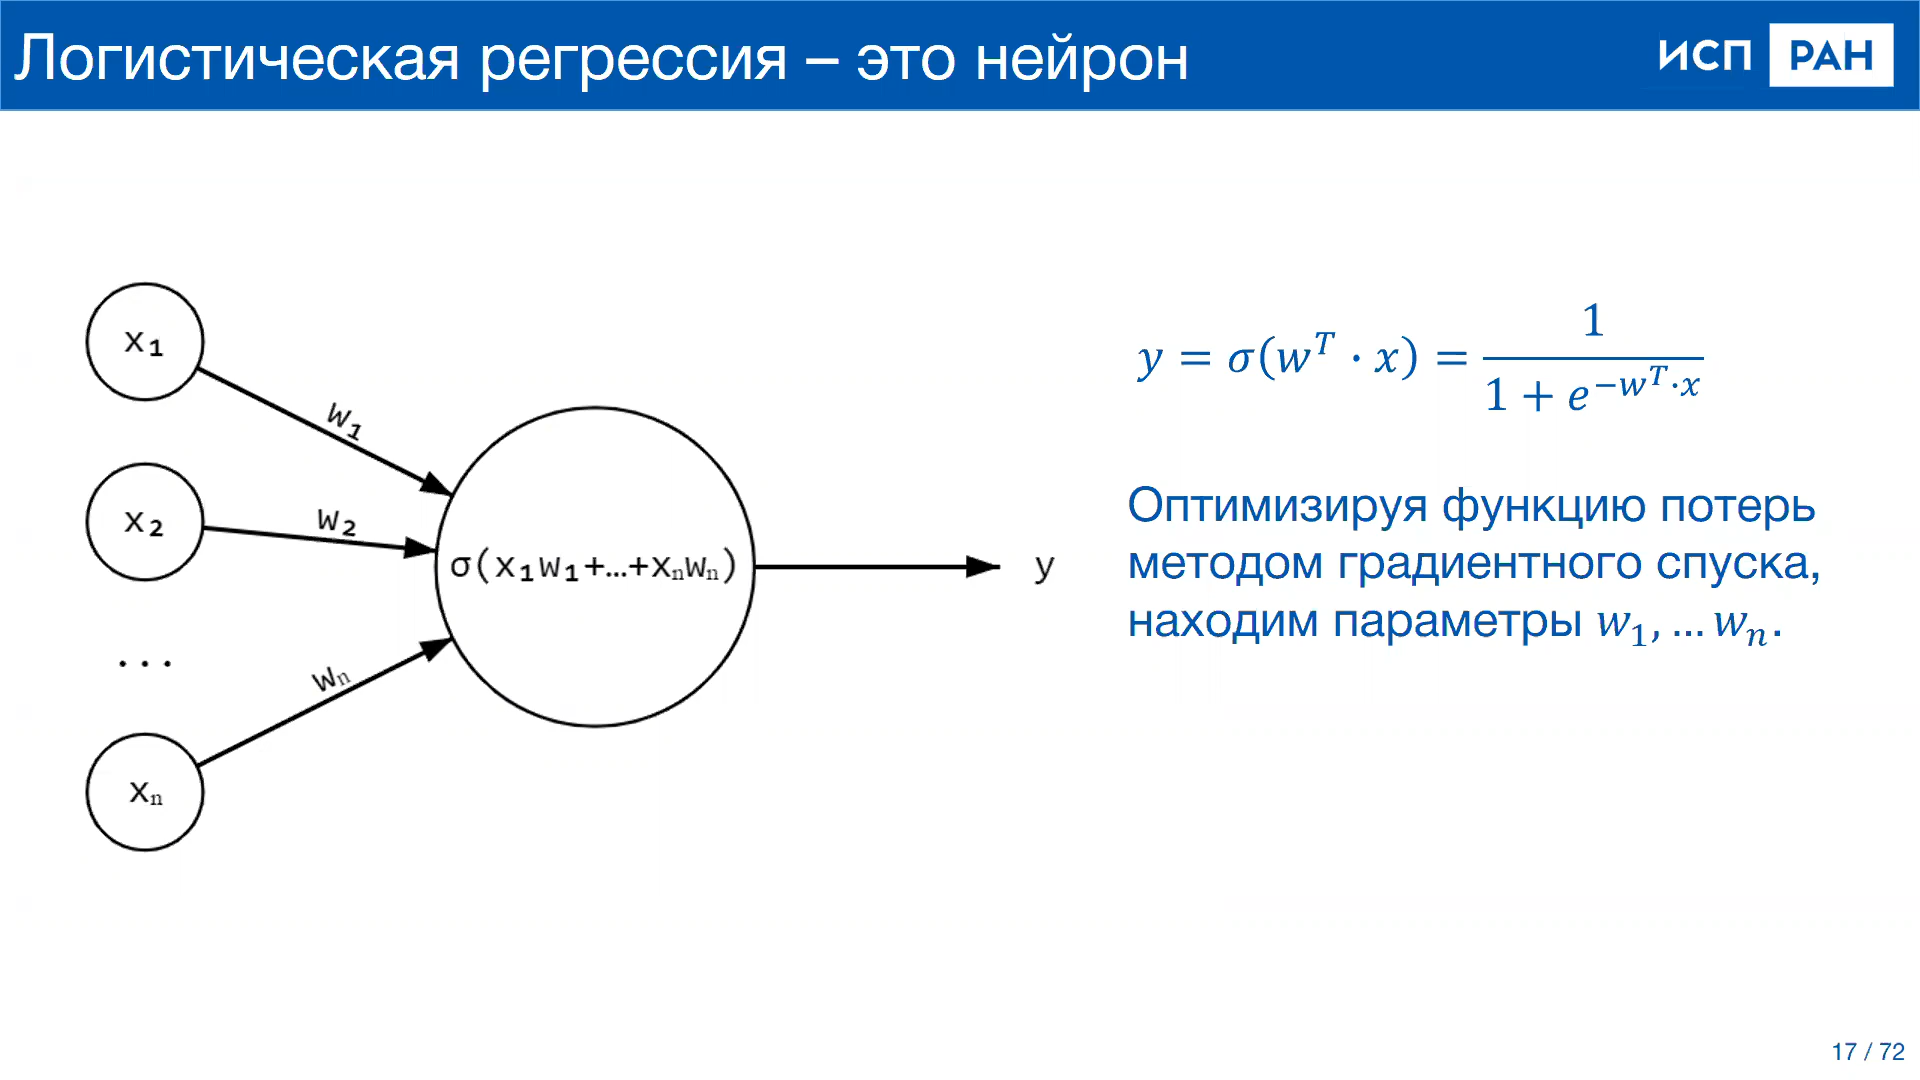 Логистическая регрессия – это нейрон
ИСП РАН
x₁
w₁
x₂
w₂
...
wₙ
xₙ
σ(x₁w₁+…+xₙwₙ)
y
y = σ(wᵀ · x) = 1 / (1 + e^(−wᵀ·x))
Оптимизируя функцию потерь
методом градиентного спуска,
находим параметры w₁, … wₙ.
17 / 72